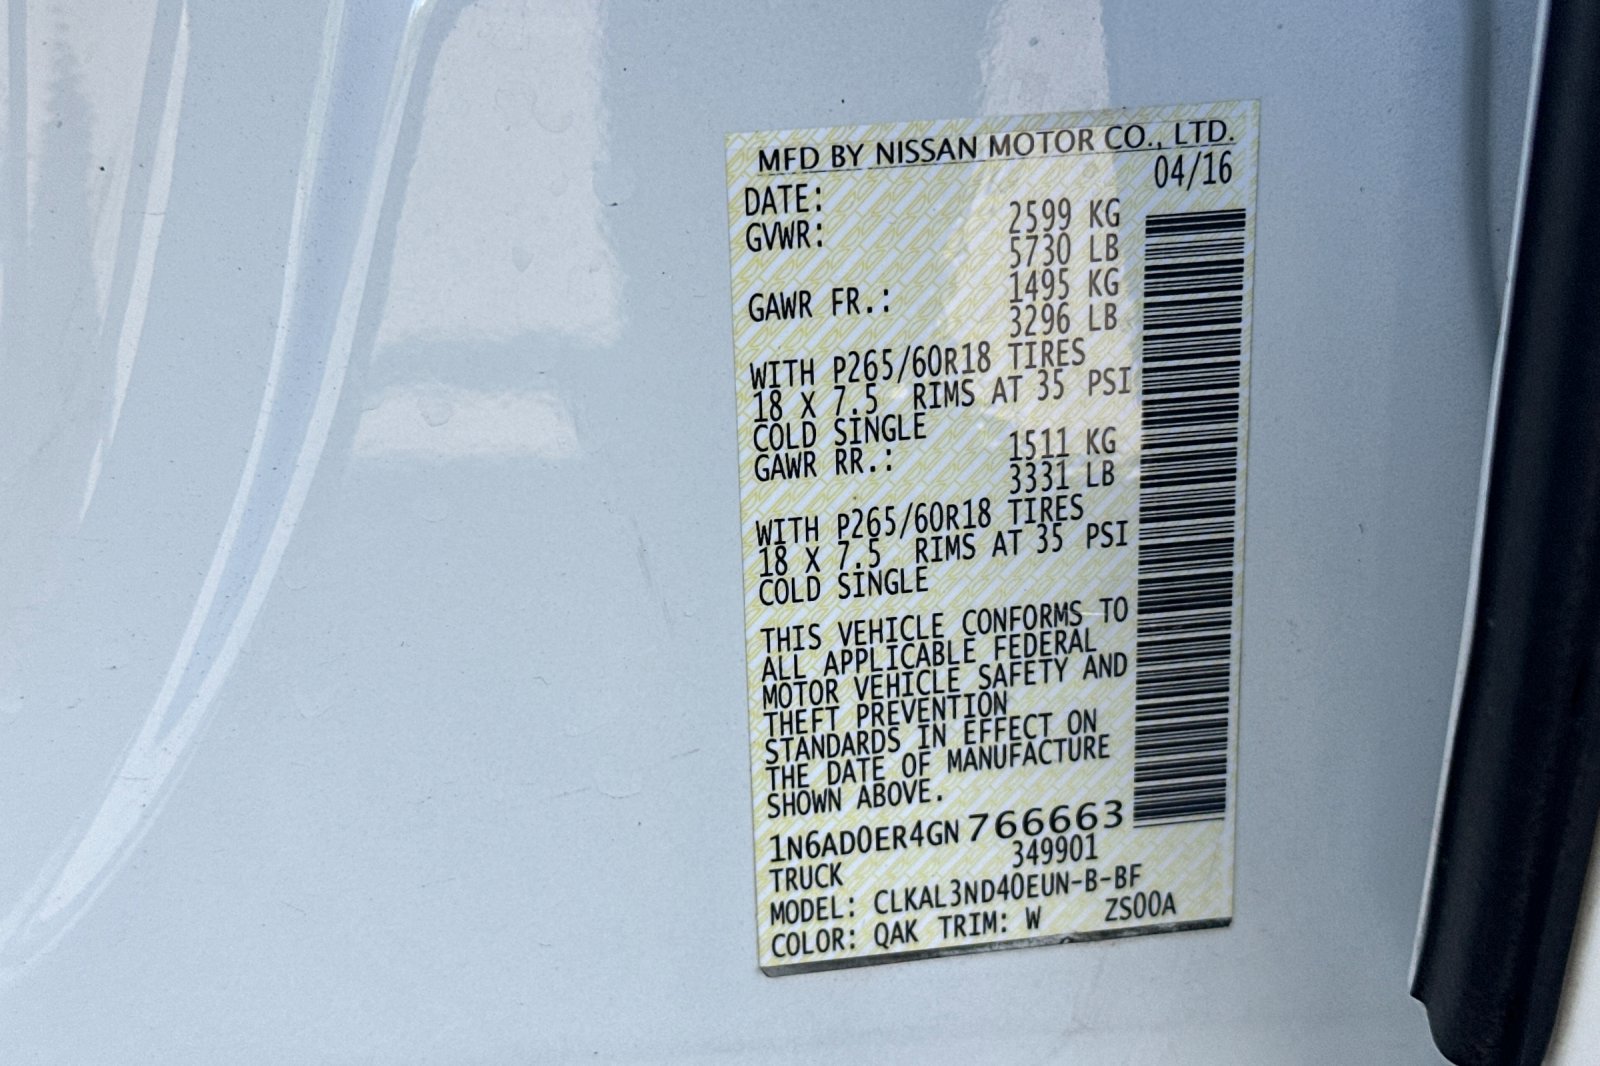 MFD BY NISSAN MOTOR CO., LTD.
DATE: 04/16
GVWR: 2599 KG
5730 LB
GAWR FR.: 1495 KG
3296 LB
WITH P265/60R18 TIRES
18 X 7.5 RIMS AT 35 PSI
COLD SINGLE
GAWR RR.: 1511 KG
3331 LB
WITH P265/60R18 TIRES
18 X 7.5 RIMS AT 35 PSI
COLD SINGLE
THIS VEHICLE CONFORMS TO
ALL APPLICABLE FEDERAL
MOTOR VEHICLE SAFETY AND
THEFT PREVENTION
STANDARDS IN EFFECT ON
THE DATE OF MANUFACTURE
SHOWN ABOVE.
1N6AD0ER4GN766663
TRUCK 349901
MODEL: CLKAL3ND40EUN-B-BF
COLOR: QAK TRIM: W ZS00A